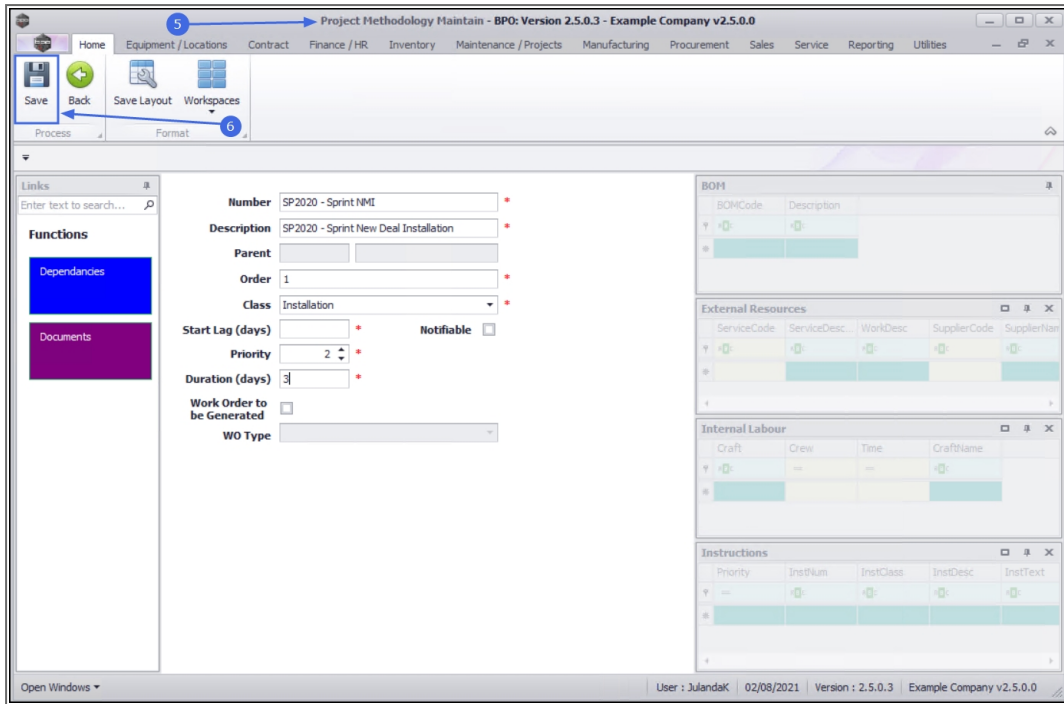 5
Project Methodology Maintain - BPO: Version 2.5.0.3 - Example Company v2.5.0.0
Home Equipment / Locations Contract Finance / HR Inventory Maintenance / Projects Manufacturing Procurement Sales Service Reporting Utilities
Save Back Save Layout Workspaces
6
Process Format
Links
Enter text to search...
Functions
Dependancies
Documents
Number SP2020 - Sprint NMI *
Description SP2020 - Sprint New Deal Installation *
Parent
Order 1 *
Class Installation *
Start Lag (days) * Notifiable
Priority 2 *
Duration (days) 3 *
Work Order to
be Generated
WO Type
BOM
BOMCode Description
External Resources
ServiceCode ServiceDesc... WorkDesc SupplierCode SupplierNam
Internal Labour
Craft Crew Time CraftName
Instructions
Priority InstNum InstClass InstDesc InstText
Open Windows User : JulandaK 02/08/2021 Version : 2.5.0.3 Example Company v2.5.0.0